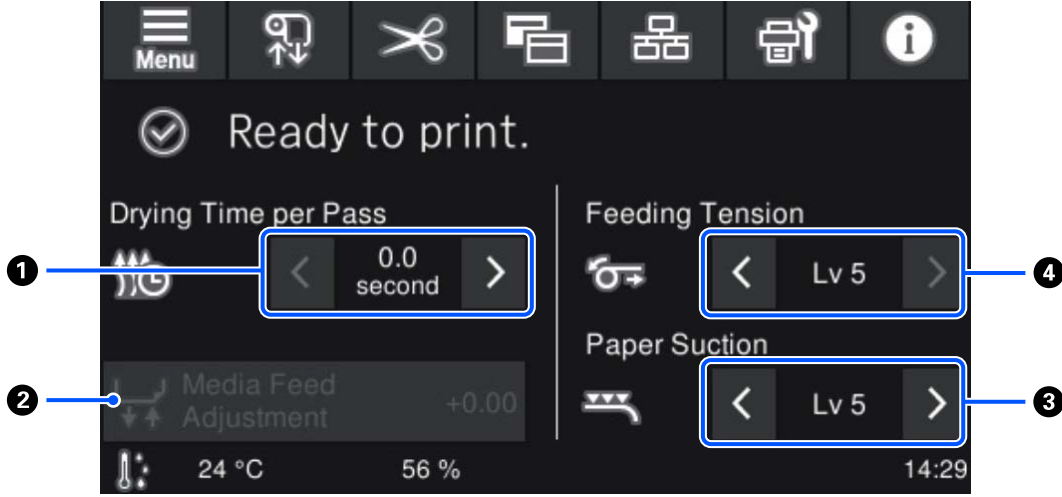 Menu
Ready to print.
Drying Time per Pass
0.0
second
Feeding Tension
Lv 5
Media Feed
Adjustment
+0.00
Paper Suction
Lv 5
24 °C
56 %
14:29
1
2
3
4